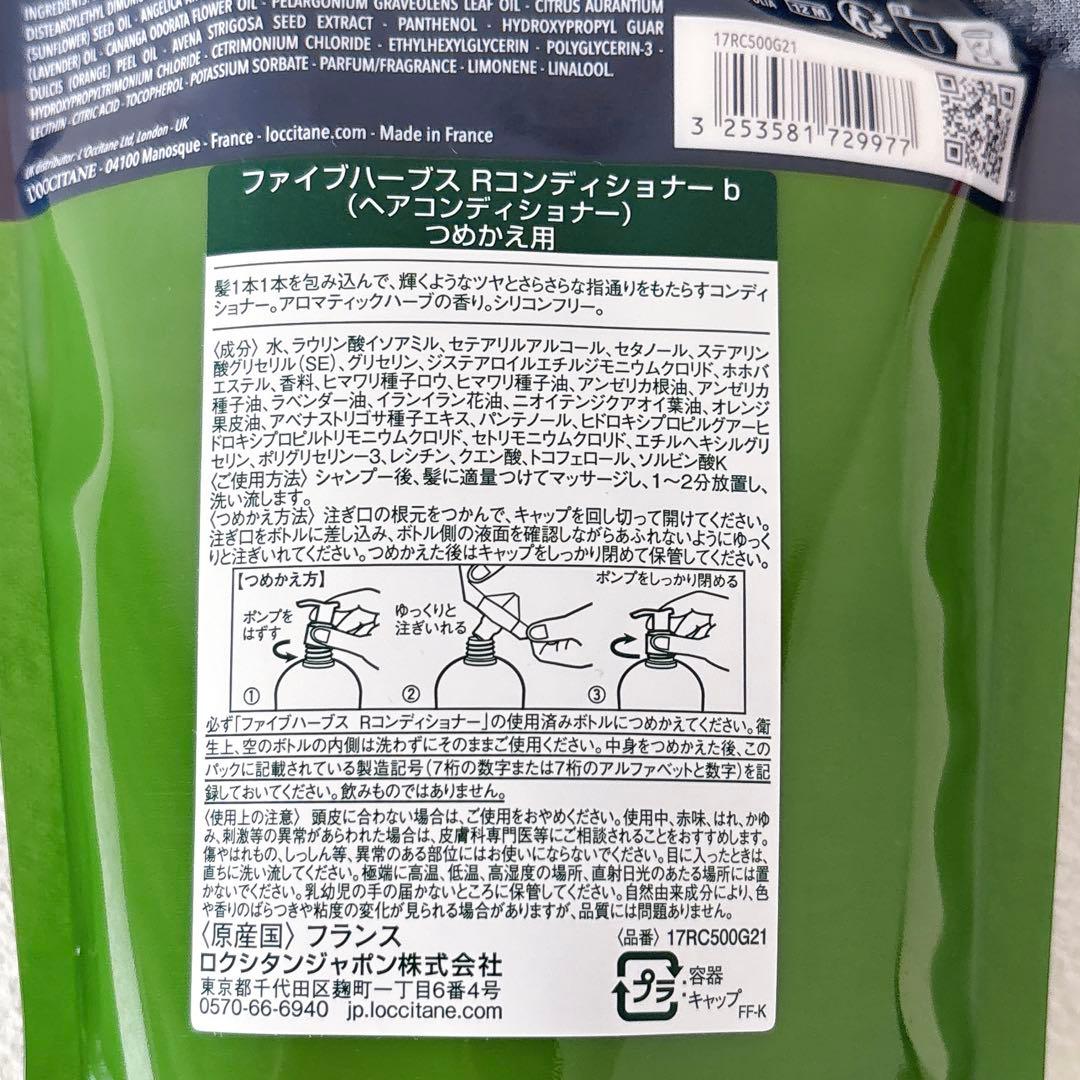 DISTEAROYLETHYL DIMON
(SUNFLOWER) SEED OIL - ANGELICA
FLOWER OIL - PELARGONIUM GRAVEOLENS LEAF OIL - CITRUS AURANTIUM
(LAVENDER) OIL - CANANGA ODORATA FLOWER OIL
DULCIS (ORANGE) PEEL OIL - AVENA STRIGOSA SEED EXTRACT - PANTHENOL - HYDROXYPROPYL GUAR
HYDROXYPROPYLTRIMONIUM CHLORIDE - CETRIMONIUM CHLORIDE - ETHYLHEXYLGLYCERIN - POLYGLYCERIN-3 -
LECITHIN - CITRIC ACID - TOCOPHEROL - POTASSIUM SORBATE - PARFUM/FRAGRANCE - LIMONENE - LINALOOL.
UK distributor: L'Occitane Ltd, London - UK
L'OCCITANE - 04100 Manosque - France - loccitane.com - Made in France
12 M
17RC500G21
3 253581 729977
ファイブハーブス Rコンディショナー b
(ヘアコンディショナー)
つめかえ用
髪1本1本を包み込んで、輝くようなツヤとさらさらな指通りをもたらすコンディ
ショナー。アロマティックハーブの香り。シリコンフリー。
〈成分〉水、ラウリン酸イソアミル、セテアリルアルコール、セタノール、ステアリン
酸グリセリル(SE)、グリセリン、ジステアロイルエチルジモニウムクロリド、ホホバ
エステル、香料、ヒマワリ種子ロウ、ヒマワリ種子油、アンゼリカ根油、アンゼリカ
種子油、ラベンダー油、イランイラン花油、ニオイテンジクアオイ葉油、オレンジ
果皮油、アベナストリゴサ種子エキス、パンテノール、ヒドロキシプロピルグアーヒ
ドロキシプロピルトリモニウムクロリド、セトリモニウムクロリド、エチルヘキシルグリ
セリン、ポリグリセリン-3、レシチン、クエン酸、トコフェロール、ソルビン酸K
〈ご使用方法〉シャンプー後、髪に適量つけてマッサージし、1～2分放置し、
洗い流します。
〈つめかえ方法〉注ぎ口の根元をつかんで、キャップを回し切って開けてください。
注ぎ口をボトルに差し込み、ボトル側の液面を確認しながらあふれないようにゆっく
りと注ぎいれてください。つめかえた後はキャップをしっかり閉めて保管してください。
【つめかえ方】
ポンプを
はずす
①
ゆっくりと
注ぎいれる
②
ポンプをしっかり閉める
③
必ず「ファイブハーブス Rコンディショナー」の使用済みボトルにつめかえてください。衛
生上、空のボトルの内側は洗わずにそのままご使用ください。中身をつめかえた後、この
パックに記載されている製造記号(7桁の数字または7桁のアルファベットと数字)を記
録しておいてください。飲みものではありません。
〈使用上の注意〉 頭皮に合わない場合は、ご使用をおやめください。使用中、赤味、はれ、かゆ
み、刺激等の異常があらわれた場合は、皮膚科専門医等にご相談されることをおすすめします。
傷やはれもの、しっしん等、異常のある部位にはお使いにならないでください。目に入ったときは、
直ちに洗い流してください。極端に高温、低温、高湿度の場所、直射日光のあたる場所には置
かないでください。乳幼児の手の届かないところに保管してください。自然由来成分により、色
や香りのばらつきや粘度の変化が見られる場合がありますが、品質には問題ありません。
〈原産国〉フランス
〈品番〉17RC500G21
ロクシタンジャポン株式会社
東京都千代田区麹町一丁目6番4号
0570-66-6940 jp.loccitane.com
プラ
:容器
:キャップ
FF-K